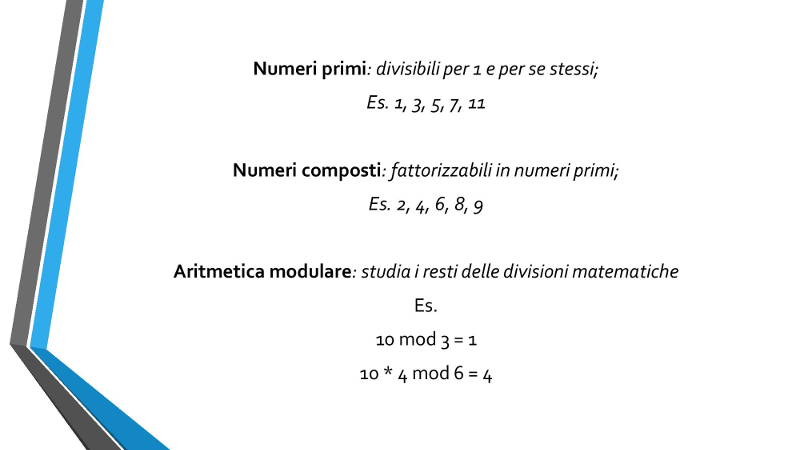 Numeri primi: divisibili per 1 e per se stessi;
Es. 1, 3, 5, 7, 11
Numeri composti: fattorizzabili in numeri primi;
Es. 2, 4, 6, 8, 9
Aritmetica modulare: studia i resti delle divisioni matematiche
Es.
10 mod 3 = 1
10 * 4 mod 6 = 4